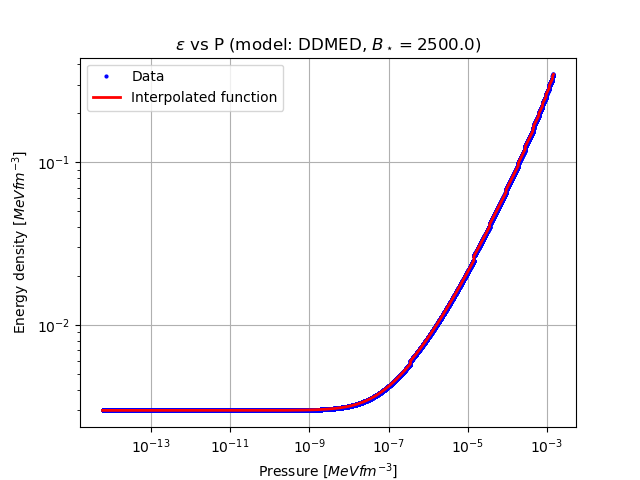 ε vs P (model: DDMED, B⋆ = 2500.0)
Data
Interpolated function
Energy density [MeVfm⁻³]
10⁻¹
10⁻²
10⁻¹³ 10⁻¹¹ 10⁻⁹ 10⁻⁷ 10⁻⁵ 10⁻³
Pressure [MeVfm⁻³]